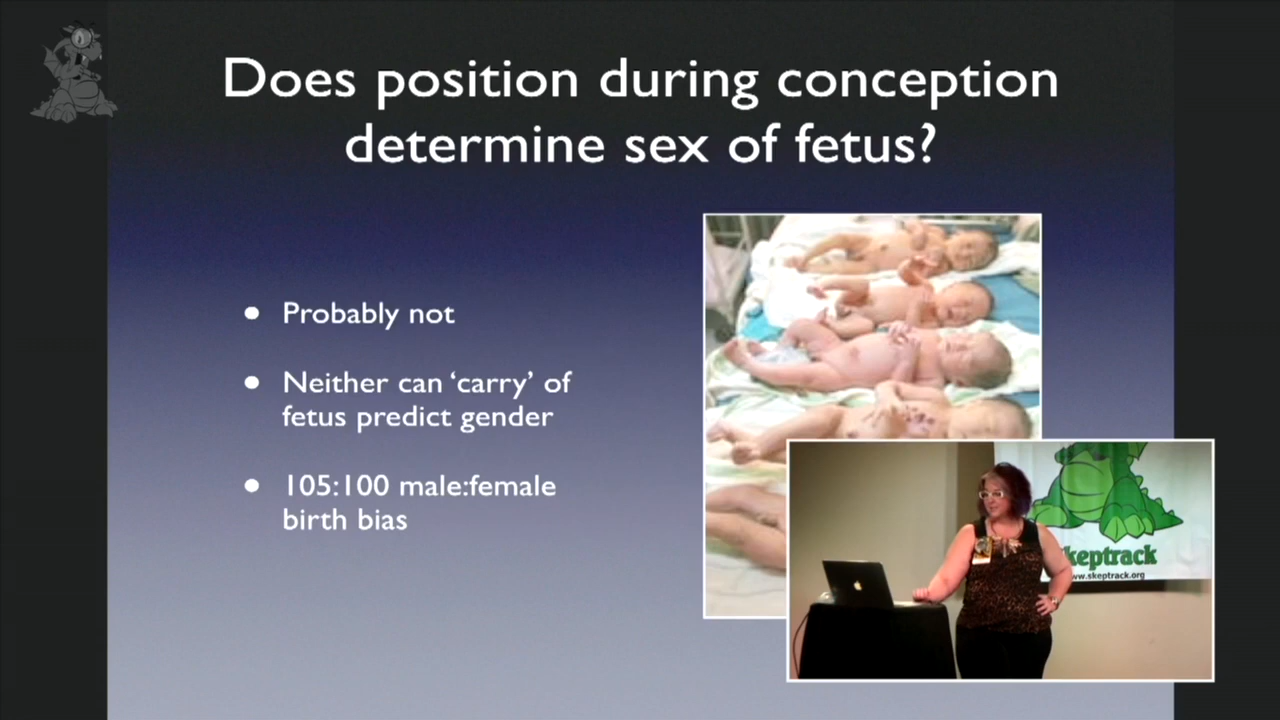 Does position during conception
determine sex of fetus?
• Probably not
• Neither can ‘carry’ of
fetus predict gender
• 105:100 male:female
birth bias
keptrack
ww.skeptrack.org